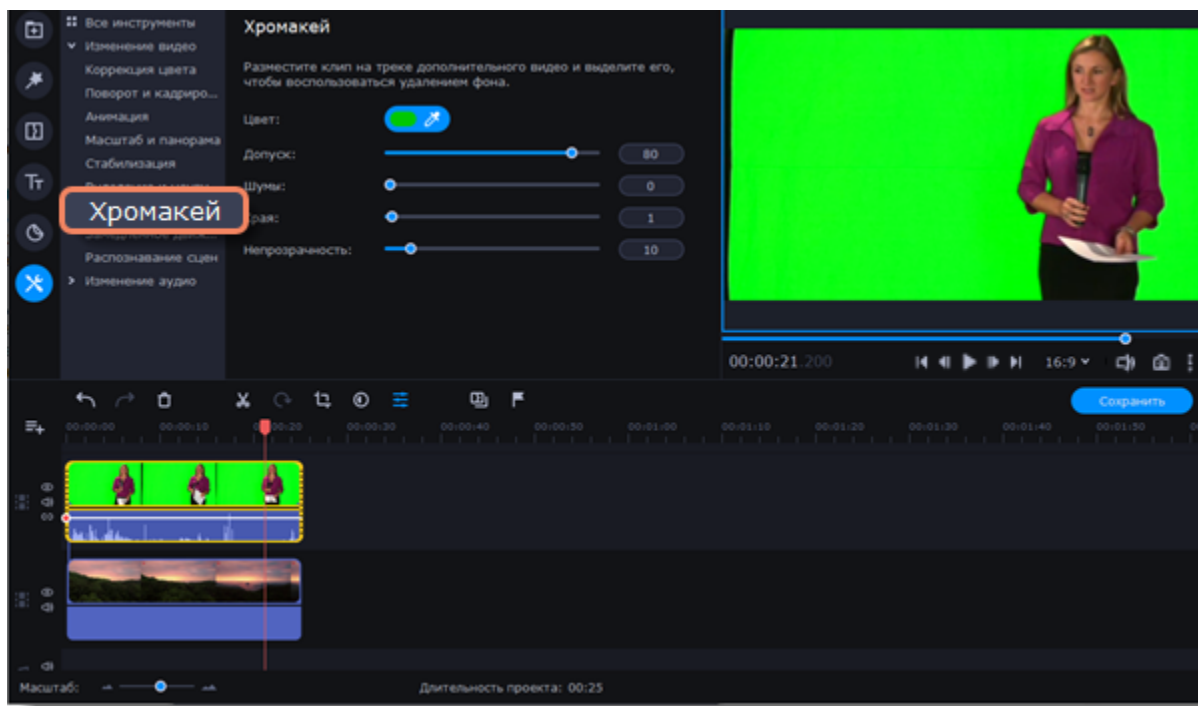 Все инструменты
Изменение видео
Коррекция цвета
Поворот и кадриро...
Анимация
Масштаб и панорама
Стабилизация
Хромакей
Распознавание сцен
Изменение аудио
Хромакей
Разместите клип на треке дополнительного видео и выделите его,
чтобы воспользоваться удалением фона.
Цвет:
Допуск: 80
Шумы: 0
Края: 1
Непрозрачность: 10
00:00:21.200
16:9
Сохранить
00:00:00 00:00:10 00:00:30 00:00:40 00:00:50 00:01:00 00:01:10 00:01:20 00:01:30 00:01:40 00:01:50
Масштаб:
Длительность проекта: 00:25